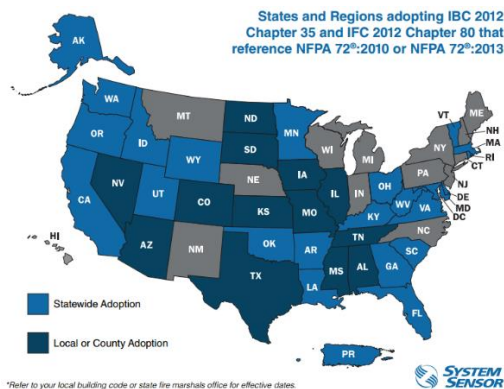 States and Regions adopting IBC 2012
Chapter 35 and IFC 2012 Chapter 80 that
reference NFPA 72®:2010 or NFPA 72®:2013
AK
WA
MT
ND
MN
VT
ME
NH
OR
ID
WY
SD
WI
MI
NY
MA
RI
CT
NV
UT
CO
NE
IA
IL
IN
OH
PA
NJ
DE
MD
DC
CA
KS
MO
KY
WV
VA
HI
AZ
NM
OK
AR
TN
NC
SC
TX
LA
MS
AL
GA
FL
PR
Statewide Adoption
Local or County Adoption
*Refer to your local building code or state fire marshals office for effective dates.
SYSTEM
SENSOR